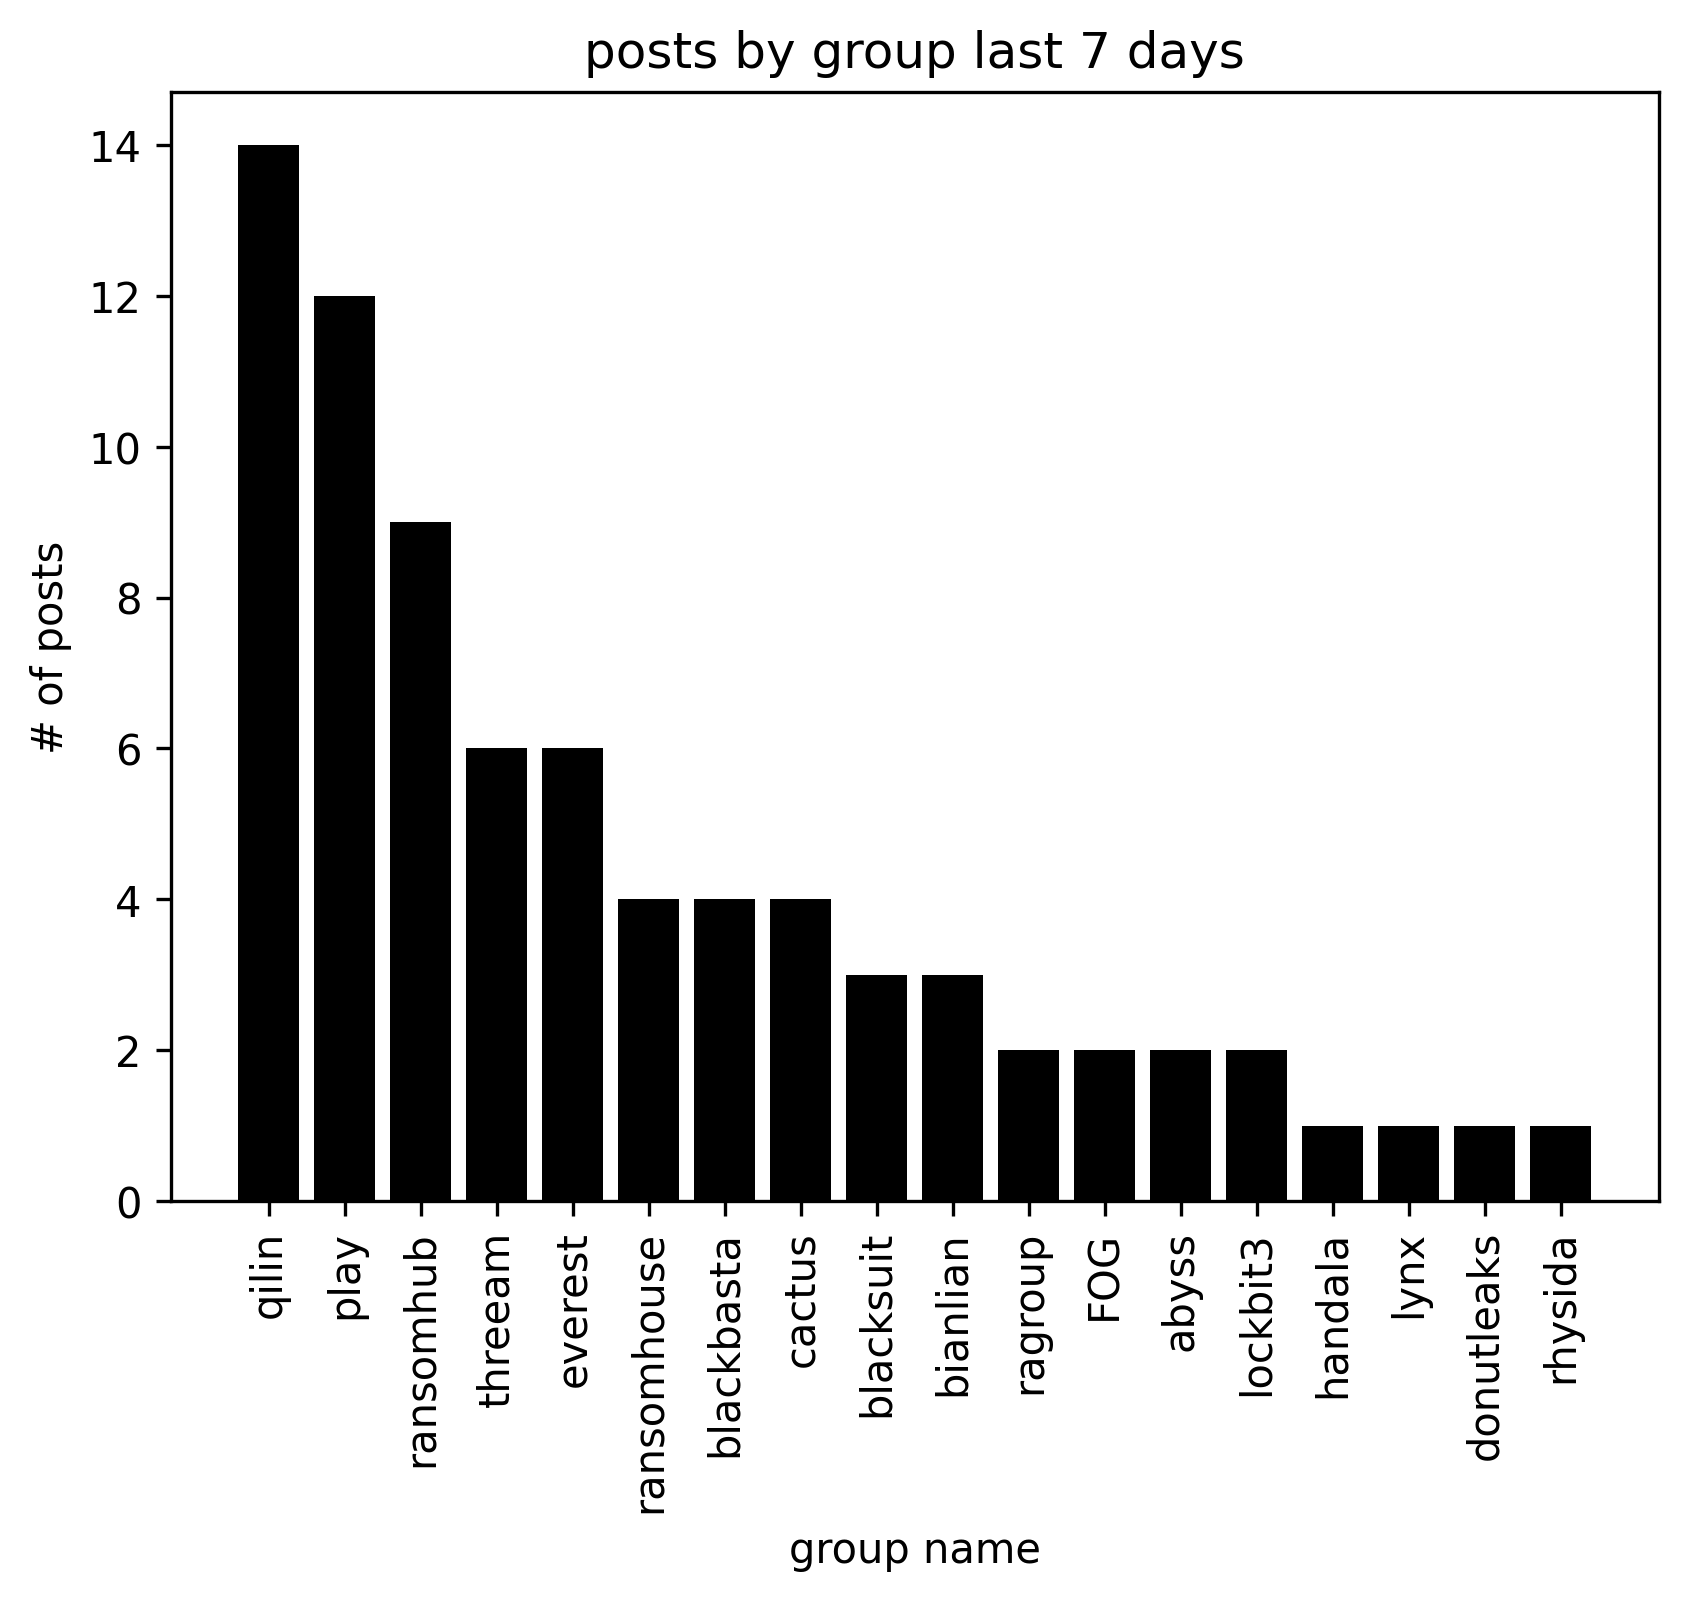 posts by group last 7 days
# of posts
14
12
10
8
6
4
2
0
qilin
play
ransomhub
threeam
everest
ransomhouse
blackbasta
cactus
blacksuit
bianlian
ragroup
FOG
abyss
lockbit3
handala
lynx
donutleaks
rhysida
group name